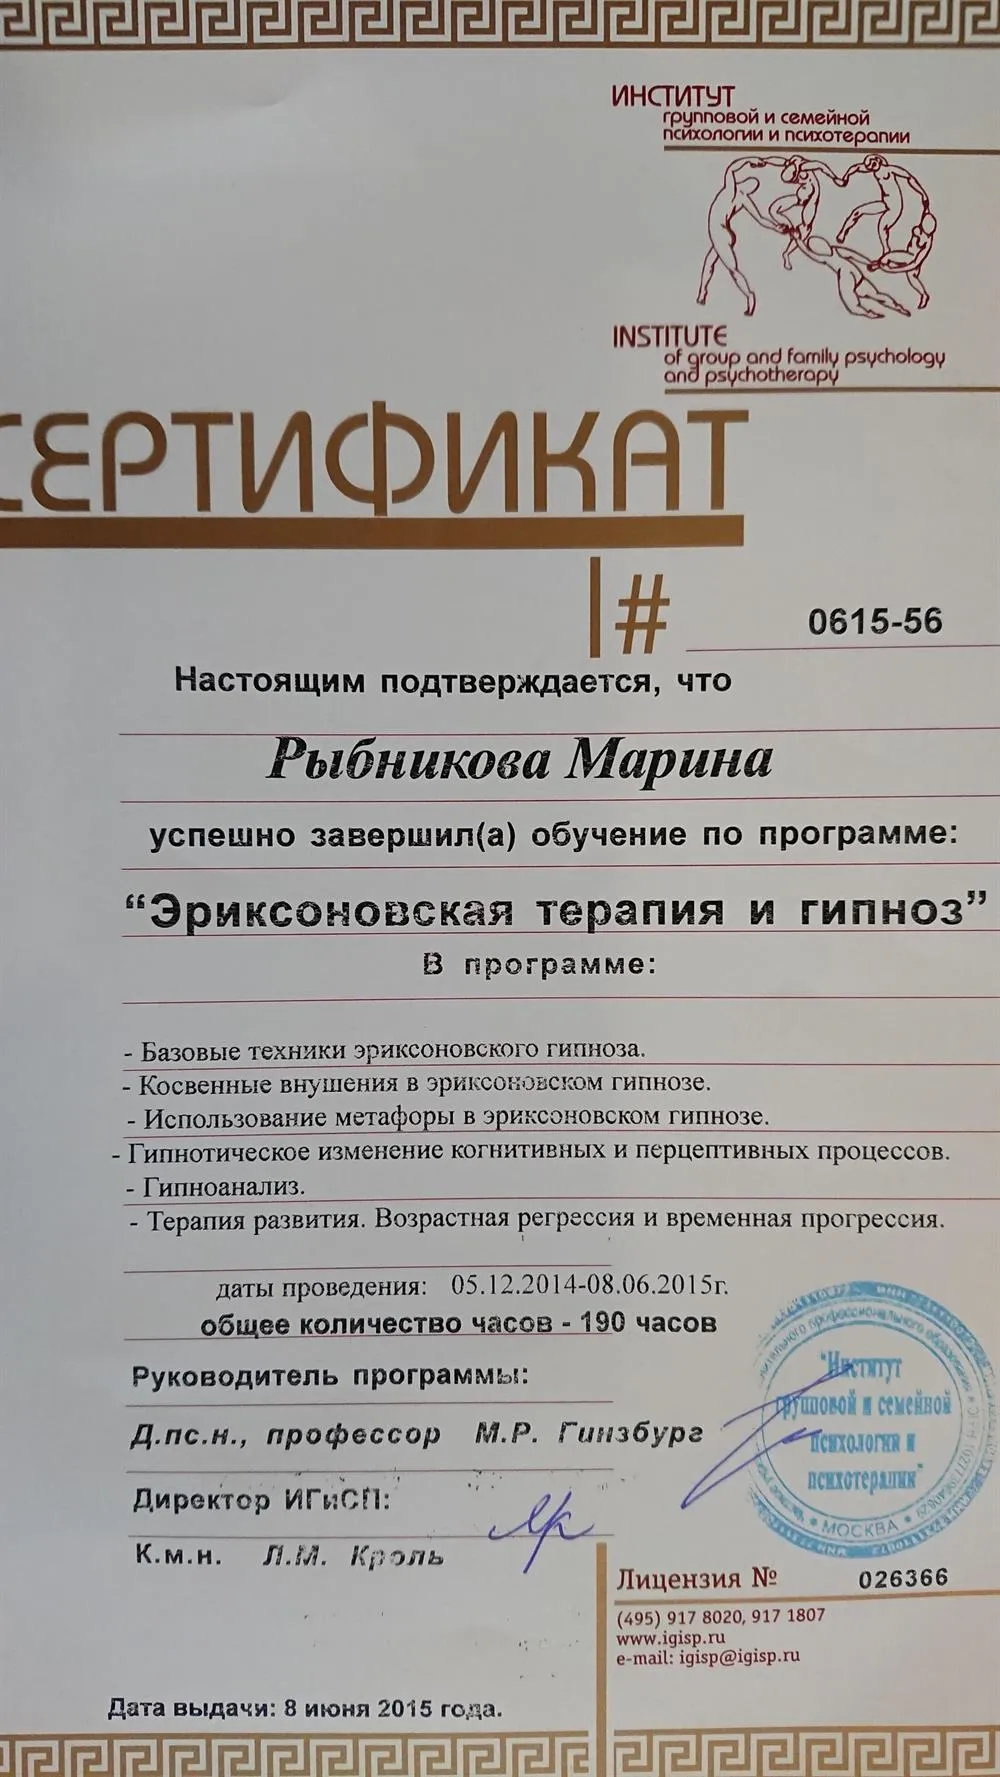 ИНСТИТУТ
групповой и семейной
психологии и психотерапии
INSTITUTE
of group and family psychology
and psychotherapy
СЕРТИФИКАТ
# 0615-56
Настоящим подтверждается, что
Рыбникова Марина
успешно завершил(а) обучение по программе:
“Эриксоновская терапия и гипноз”
В программе:
- Базовые техники эриксоновского гипноза.
- Косвенные внушения в эриксоновском гипнозе.
- Использование метафоры в эриксоновском гипнозе.
- Гипнотическое изменение когнитивных и перцептивных процессов.
- Гипноанализ.
- Терапия развития. Возрастная регрессия и временная прогрессия.
даты проведения: 05.12.2014-08.06.2015г.
общее количество часов - 190 часов
Руководитель программы:
Д.пс.н., профессор М.Р. Гинзбург
Директор ИГиСП:
К.м.н. Л.М. Кроль
"Институт
групповой и семейной
психологии и
психотерапии"
МОСКВА
Лицензия № 026366
(495) 917 8020, 917 1807
www.igisp.ru
e-mail: igisp@igisp.ru
Дата выдачи: 8 июня 2015 года.